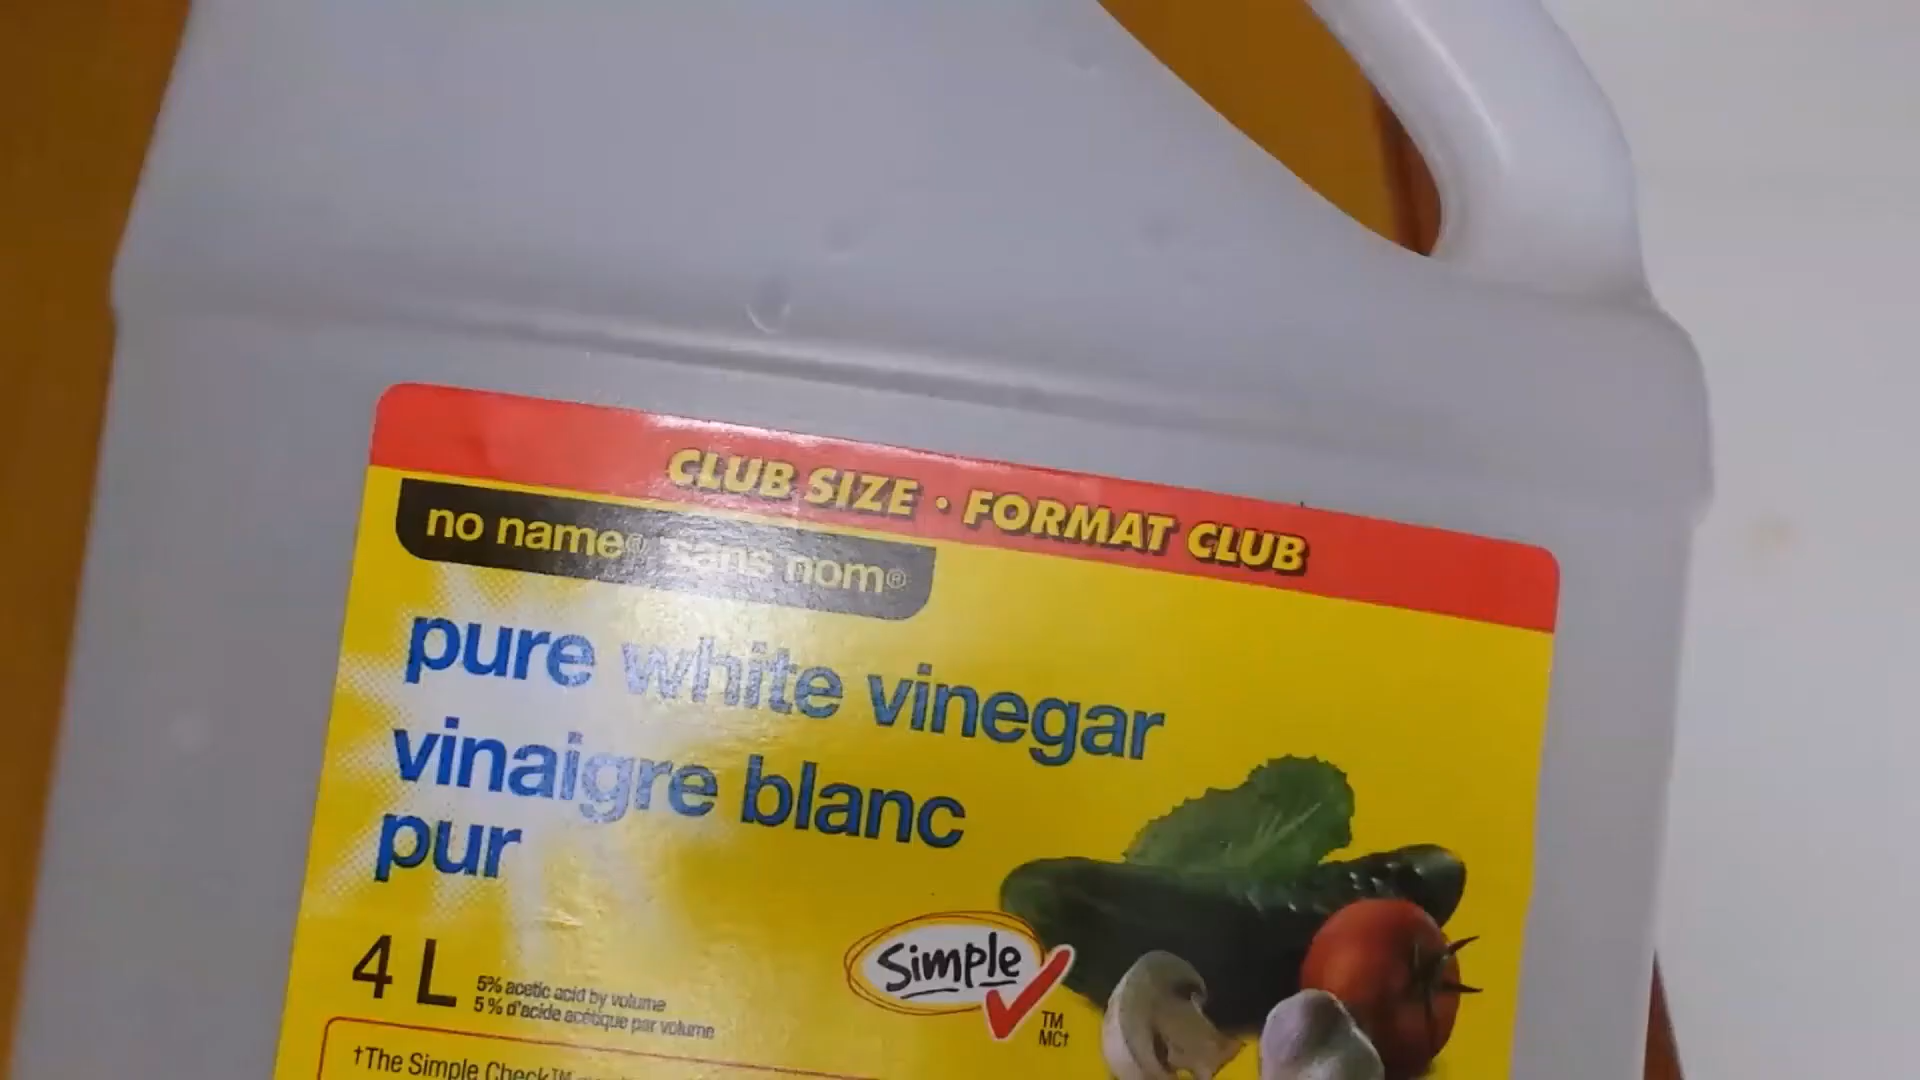 CLUB SIZE • FORMAT CLUB
no name® sans nom®
pure white vinegar
vinaigre blanc
pur
4 L
5% acetic acid by volume
5 % d'acide acétique par volume
Simple
TM
MC†
†The Simple Check™